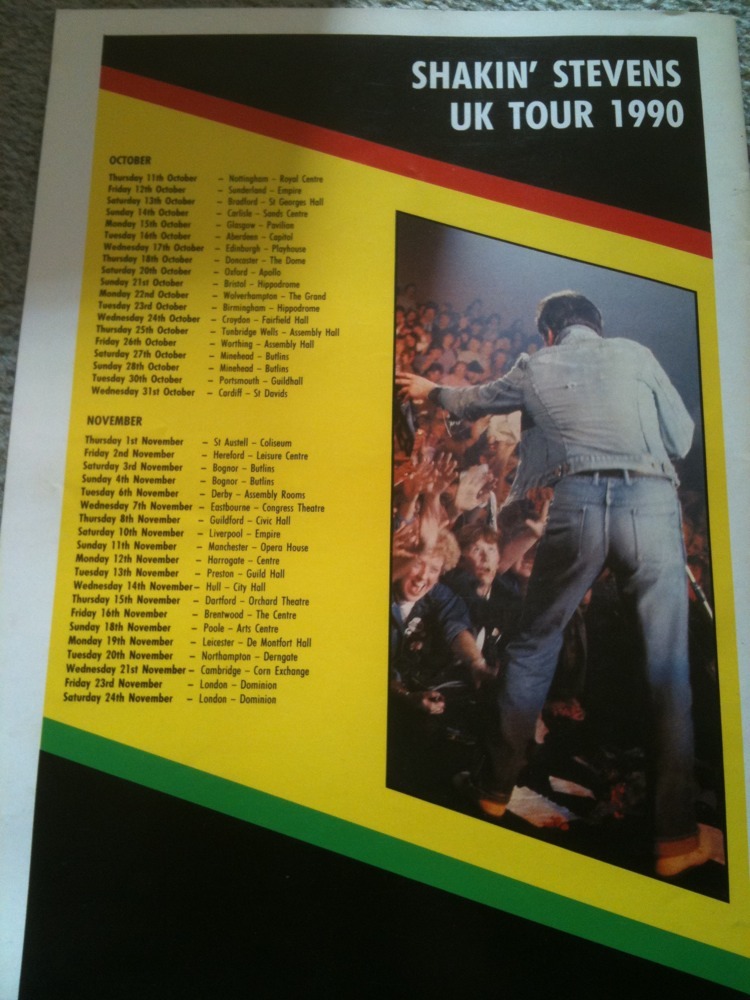 SHAKIN' STEVENS
UK TOUR 1990
OCTOBER
Thursday 11th October – Nottingham – Royal Centre
Friday 12th October – Sunderland – Empire
Saturday 13th October – Bradford – St Georges Hall
Sunday 14th October – Carlisle – Sands Centre
Monday 15th October – Glasgow – Pavilion
Tuesday 16th October – Aberdeen – Capitol
Wednesday 17th October – Edinburgh – Playhouse
Thursday 18th October – Doncaster – The Dome
Saturday 20th October – Oxford – Apollo
Sunday 21st October – Bristol – Hippodrome
Monday 22nd October – Wolverhampton – The Grand
Tuesday 23rd October – Birmingham – Hippodrome
Wednesday 24th October – Croydon – Fairfield Hall
Thursday 25th October – Tunbridge Wells – Assembly Hall
Friday 26th October – Worthing – Assembly Hall
Saturday 27th October – Minehead – Butlins
Sunday 28th October – Minehead – Butlins
Tuesday 30th October – Portsmouth – Guildhall
Wednesday 31st October – Cardiff – St Davids
NOVEMBER
Thursday 1st November – St Austell – Coliseum
Friday 2nd November – Hereford – Leisure Centre
Saturday 3rd November – Bognor – Butlins
Sunday 4th November – Bognor – Butlins
Tuesday 6th November – Derby – Assembly Rooms
Wednesday 7th November – Eastbourne – Congress Theatre
Thursday 8th November – Guildford – Civic Hall
Saturday 10th November – Liverpool – Empire
Sunday 11th November – Manchester – Opera House
Monday 12th November – Harrogate – Centre
Tuesday 13th November – Preston – Guild Hall
Wednesday 14th November – Hull – City Hall
Thursday 15th November – Dartford – Orchard Theatre
Friday 16th November – Brentwood – The Centre
Sunday 18th November – Poole – Arts Centre
Monday 19th November – Leicester – De Montfort Hall
Tuesday 20th November – Northampton – Derngate
Wednesday 21st November – Cambridge – Corn Exchange
Friday 23rd November – London – Dominion
Saturday 24th November – London – Dominion